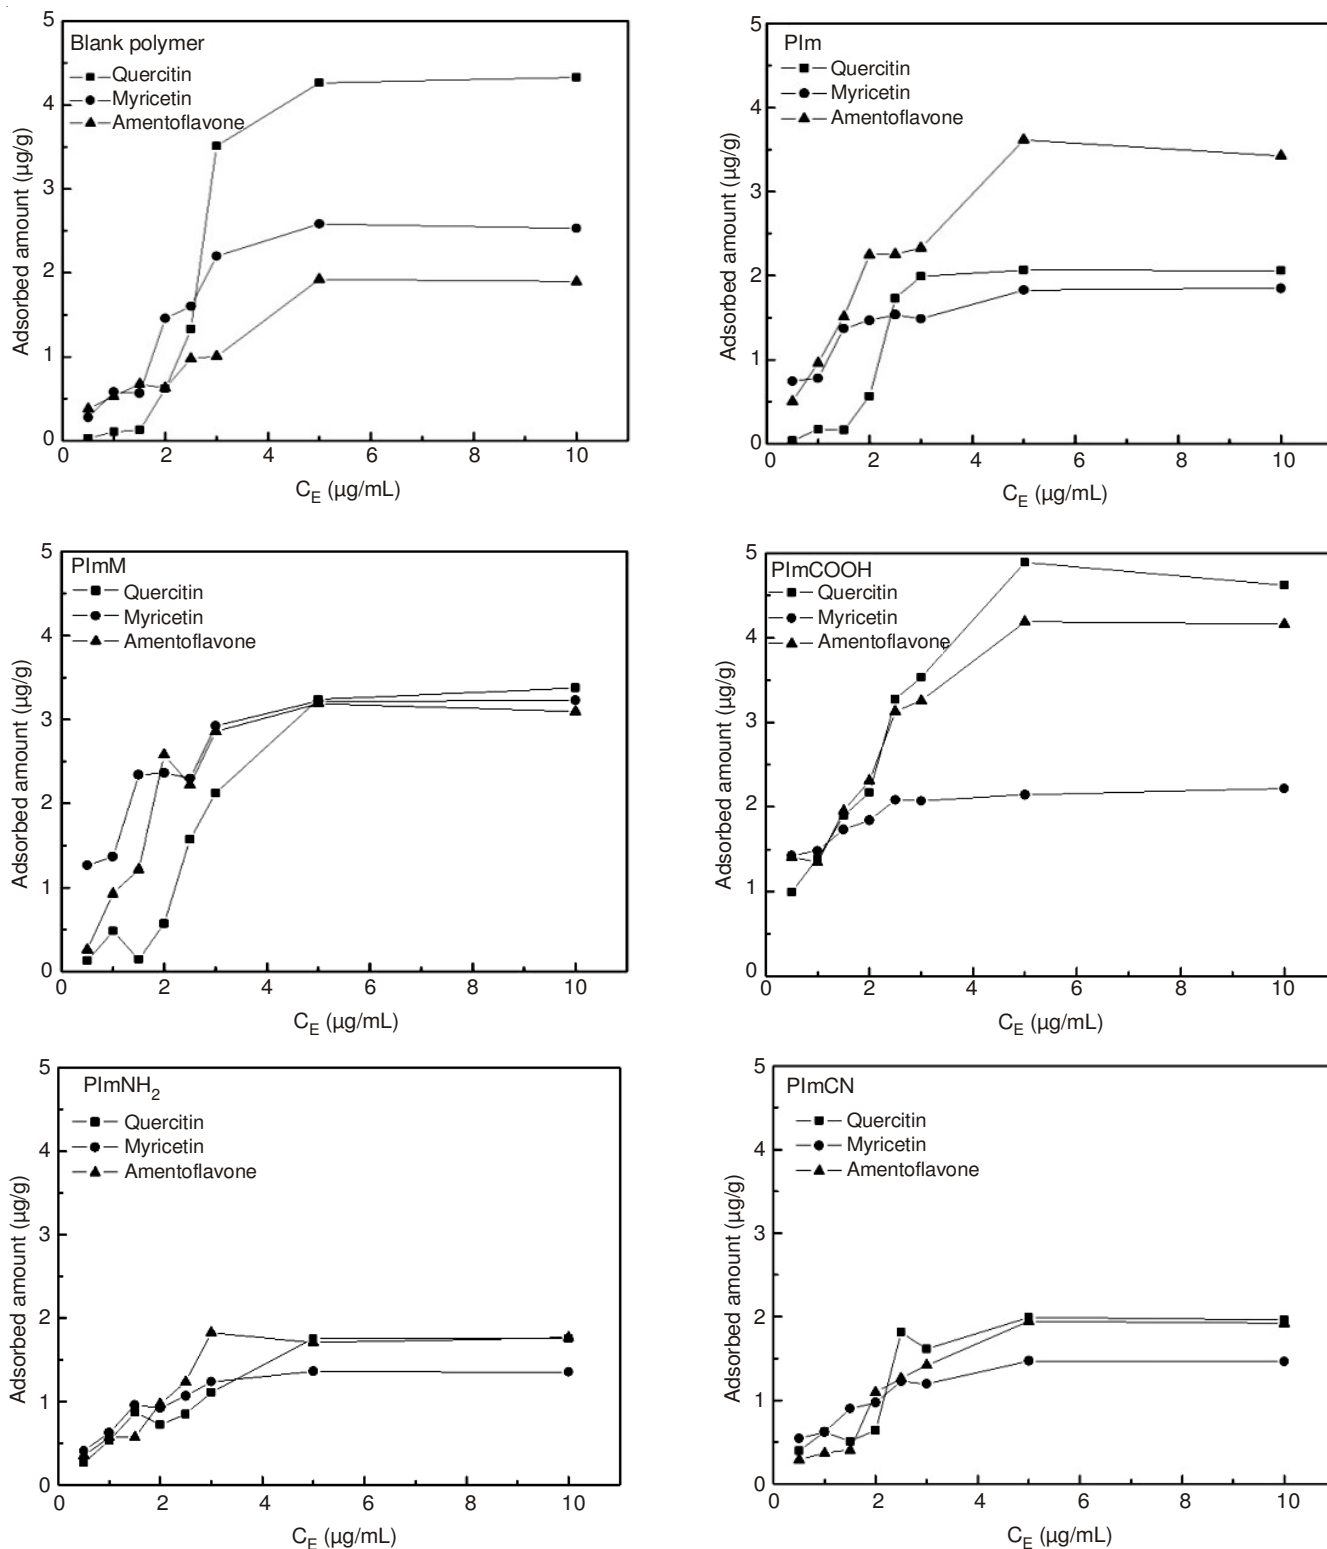 Blank polymer
Quercitin
Myricetin
Amentoflavone
Adsorbed amount (µg/g)
5
4
3
2
1
0
0 2 4 6 8 10
C_E (µg/mL)
PIm
Quercitin
Myricetin
Amentoflavone
Adsorbed amount (µg/g)
5
4
3
2
1
0
0 2 4 6 8 10
C_E (µg/mL)
PImM
Quercitin
Myricetin
Amentoflavone
Adsorbed amount (µg/g)
5
4
3
2
1
0
0 2 4 6 8 10
C_E (µg/mL)
PImCOOH
Quercitin
Myricetin
Amentoflavone
Adsorbed amount (µg/g)
5
4
3
2
1
0
0 2 4 6 8 10
C_E (µg/mL)
PImNH₂
Quercitin
Myricetin
Amentoflavone
Adsorbed amount (µg/g)
5
4
3
2
1
0
0 2 4 6 8 10
C_E (µg/mL)
PImCN
Quercitin
Myricetin
Amentoflavone
Adsorbed amount (µg/g)
5
4
3
2
1
0
0 2 4 6 8 10
C_E (µg/mL)